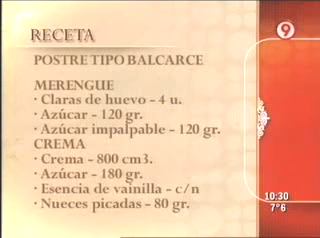 RECETA
9
POSTRE TIPO BALCARCE
MERENGUE
· Claras de huevo - 4 u.
· Azúcar - 120 gr.
· Azúcar impalpable - 120 gr.
CREMA
· Crema - 800 cm3.
· Azúcar - 180 gr.
· Esencia de vainilla - c/n
· Nueces picadas - 80 gr.
10:30
7°6